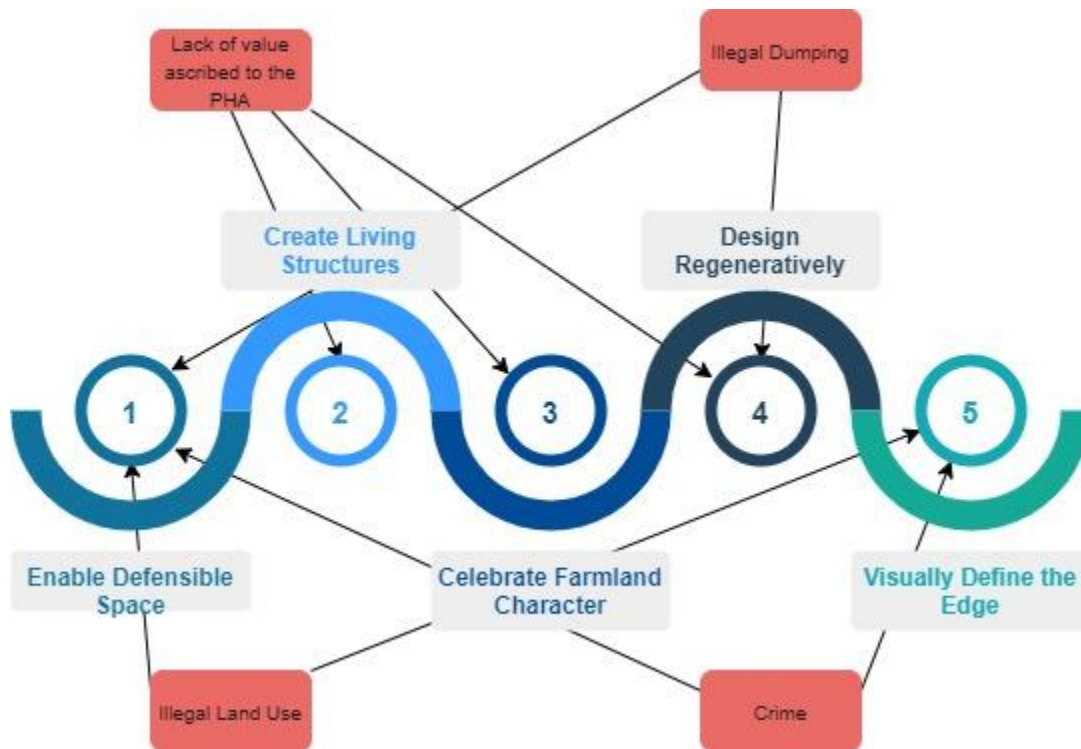 Lack of value
ascribed to the
PHA
Illegal Dumping
Create Living
Structures
Design
Regeneratively
1
2
3
4
5
Enable Defensible
Space
Celebrate Farmland
Character
Visually Define the
Edge
Illegal Land Use
Crime